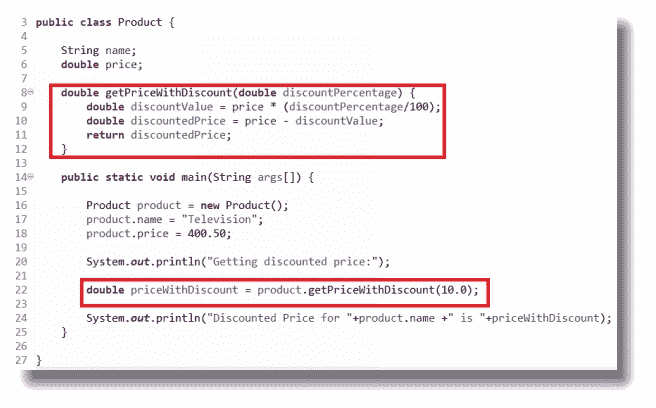 3 public class Product {
4
5 String name;
6 double price;
7
8 double getPriceWithDiscount(double discountPercentage) {
9 double discountValue = price * (discountPercentage/100);
10 double discountedPrice = price - discountValue;
11 return discountedPrice;
12 }
13
14 public static void main(String args[]) {
15
16 Product product = new Product();
17 product.name = "Television";
18 product.price = 400.50;
19
20 System.out.println("Getting discounted price:");
21
22 double priceWithDiscount = product.getPriceWithDiscount(10.0);
23
24 System.out.println("Discounted Price for "+product.name +" is "+priceWithDiscount);
25 }
26
27 }